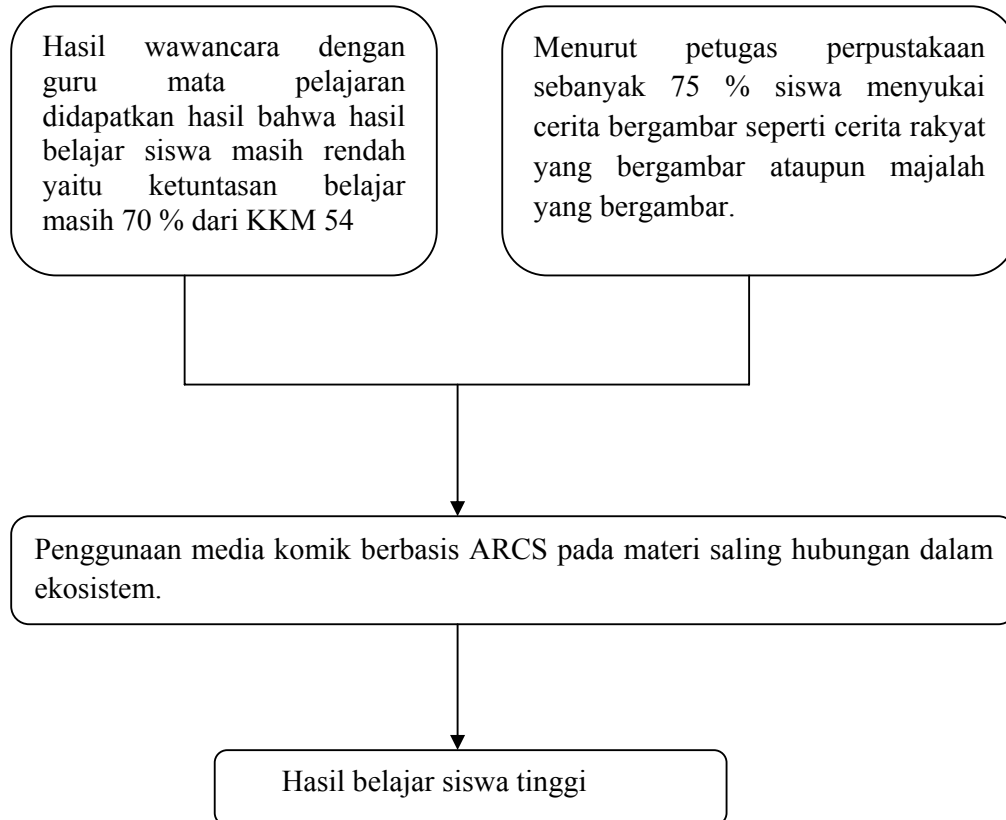 Hasil wawancara dengan
guru mata pelajaran
didapatkan hasil bahwa hasil
belajar siswa masih rendah
yaitu ketuntasan belajar
masih 70 % dari KKM 54
Menurut petugas perpustakaan
sebanyak 75 % siswa menyukai
cerita bergambar seperti cerita rakyat
yang bergambar ataupun majalah
yang bergambar.
Penggunaan media komik berbasis ARCS pada materi saling hubungan dalam
ekosistem.
Hasil belajar siswa tinggi